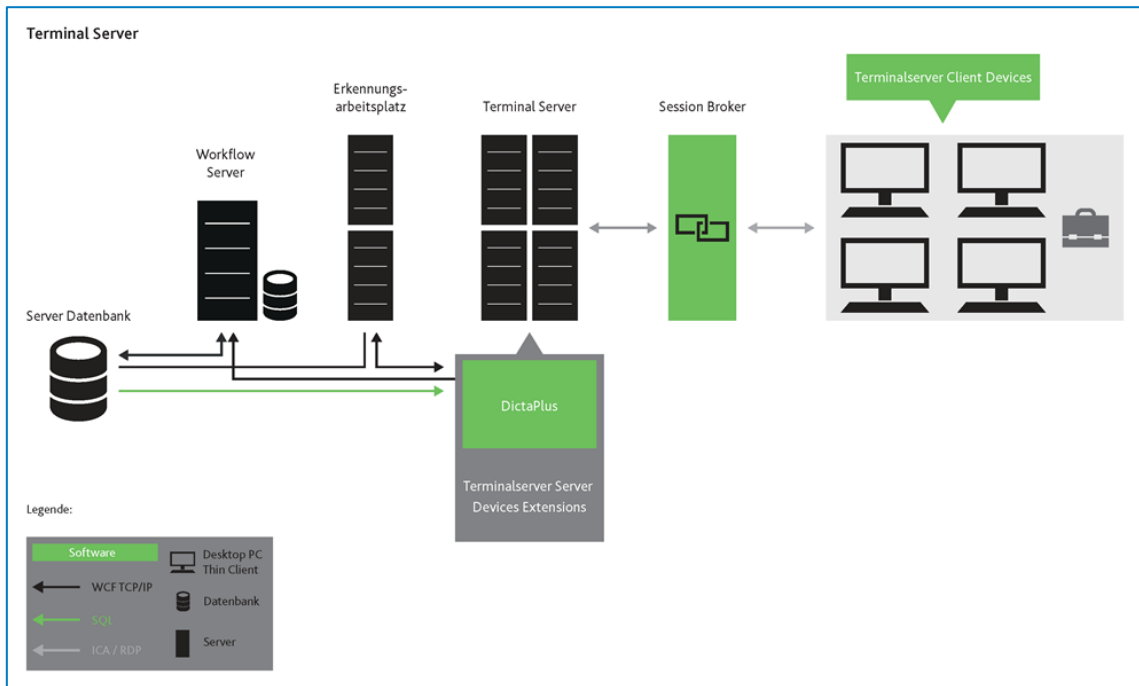 Terminal Server
Terminalserver Client Devices
Erkennungs-
arbeitsplatz
Terminal Server
Session Broker
Workflow
Server
Server Datenbank
DictaPlus
Terminalserver Server
Devices Extensions
Legende:
Software
WCF TCP/IP
SQL
ICA / RDP
Desktop PC
Thin Client
Datenbank
Server